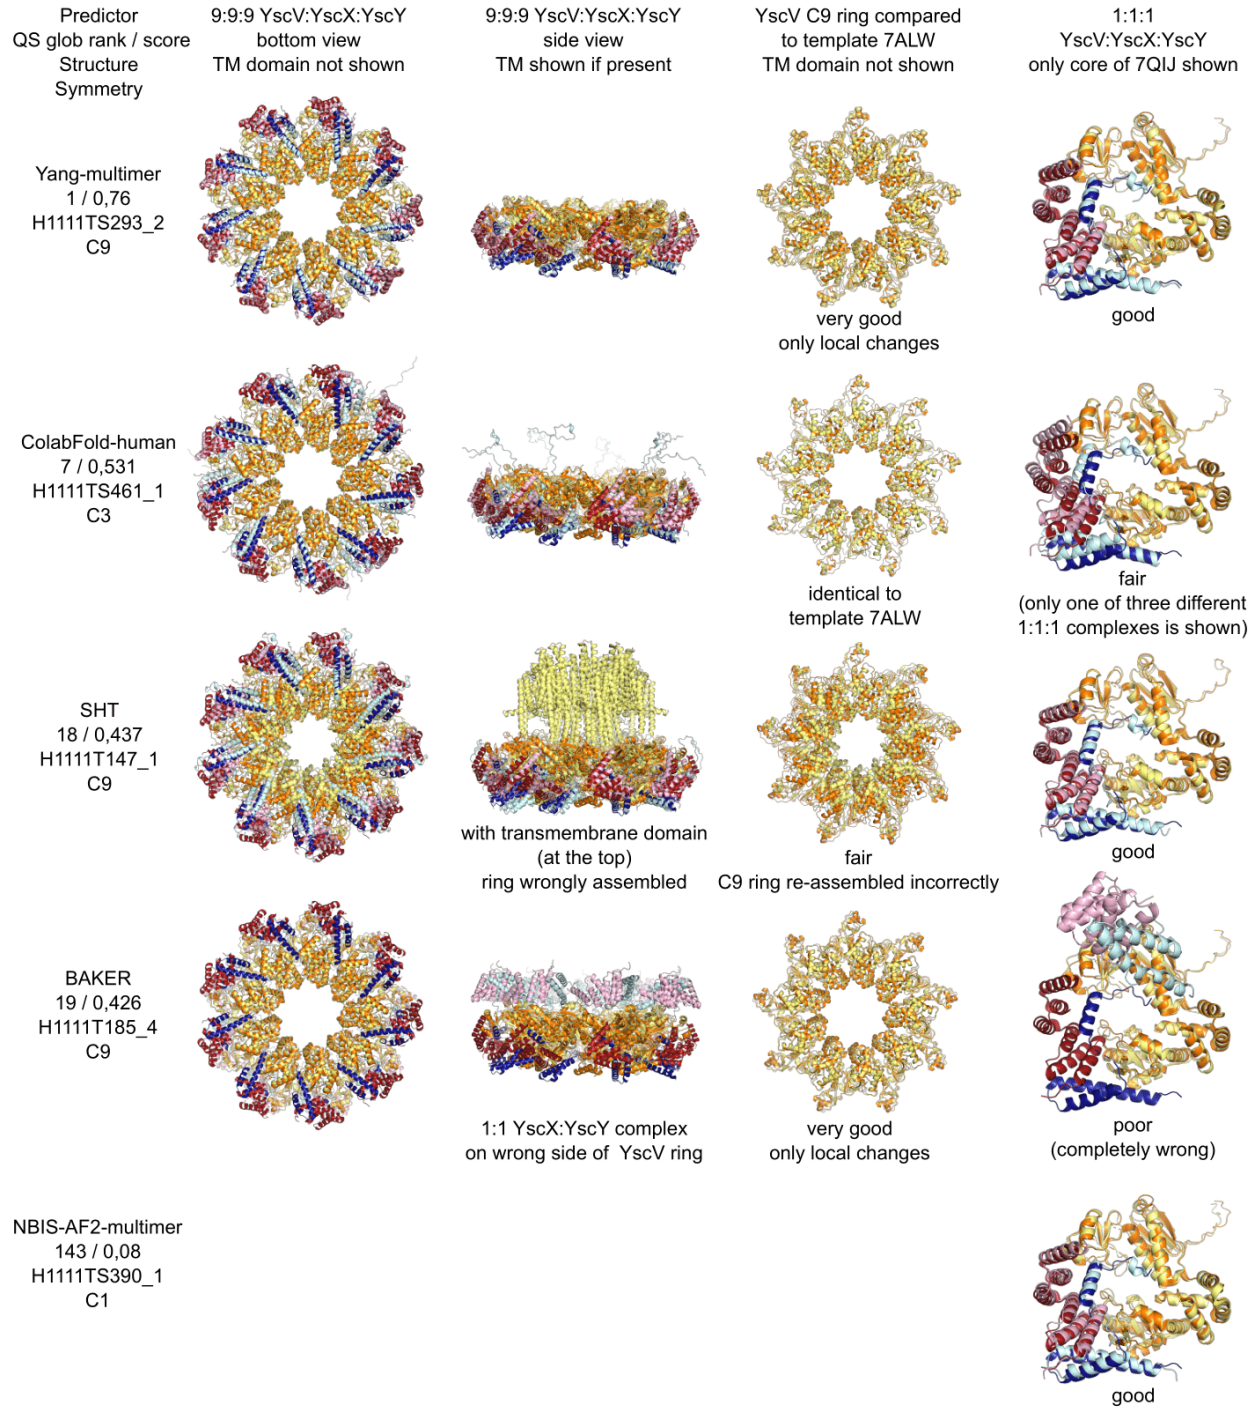 Predictor
QS glob rank / score
Structure
Symmetry
9:9:9 YscV:YscX:YscY
bottom view
TM domain not shown
9:9:9 YscV:YscX:YscY
side view
TM shown if present
YscV C9 ring compared
to template 7ALW
TM domain not shown
1:1:1
YscV:YscX:YscY
only core of 7QIJ shown
Yang-multimer
1 / 0,76
H1111TS293_2
C9
very good
only local changes
good
ColabFold-human
7 / 0,531
H1111TS461_1
C3
identical to
template 7ALW
fair
(only one of three different
1:1:1 complexes is shown)
SHT
18 / 0,437
H1111T147_1
C9
with transmembrane domain
(at the top)
ring wrongly assembled
fair
C9 ring re-assembled incorrectly
good
BAKER
19 / 0,426
H1111T185_4
C9
1:1 YscX:YscY complex
on wrong side of YscV ring
very good
only local changes
poor
(completely wrong)
NBIS-AF2-multimer
143 / 0,08
H1111TS390_1
C1
good